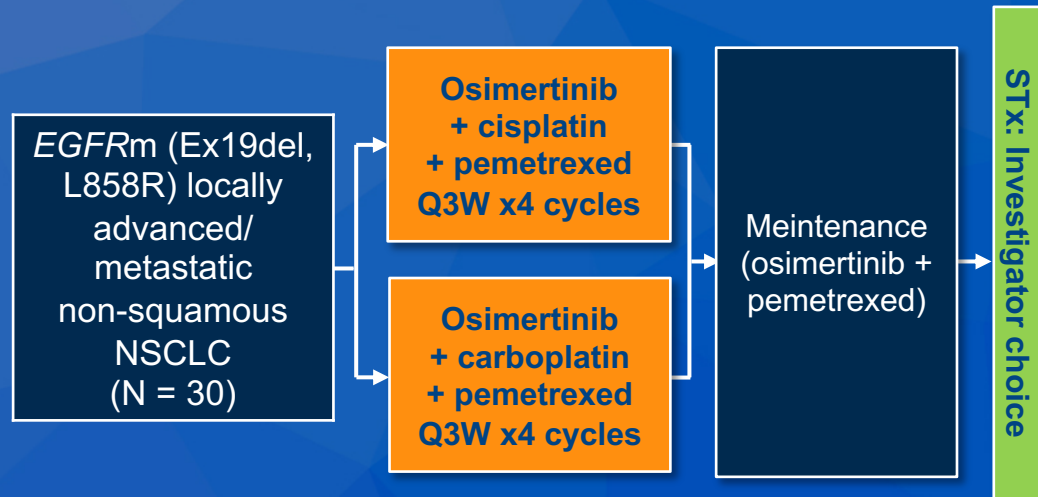 EGFRm (Ex19del,
L858R) locally
advanced/
metastatic
non-squamous
NSCLC
(N = 30)
Osimertinib
+ cisplatin
+ pemetrexed
Q3W x4 cycles
Osimertinib
+ carboplatin
+ pemetrexed
Q3W x4 cycles
Meintenance
(osimertinib +
pemetrexed)
STx: Investigator choice